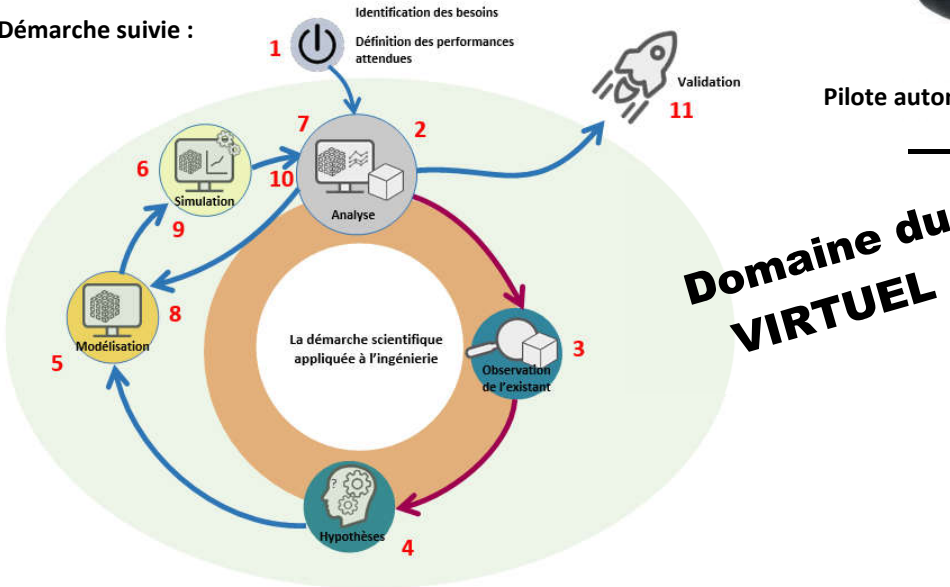 Démarche suivie :
Identification des besoins
1
Définition des performances
attendues
Validation
11
Pilote autom
7
2
6
10
Simulation
Analyse
9
Domaine du
VIRTUEL
8
Modélisation
La démarche scientifique
appliquée à l'ingénierie
5
3
Observation
de l'existant
?
Hypothèses
4